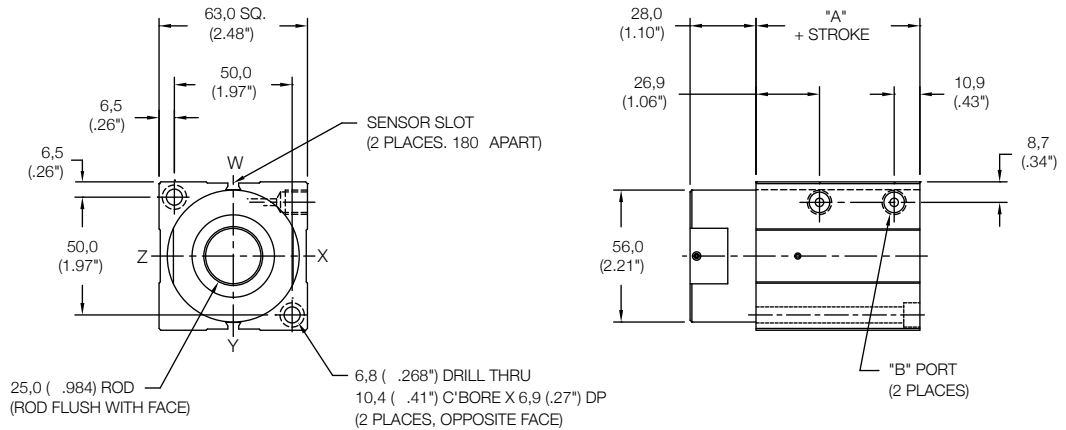 63,0 SQ.
(2.48")
50,0
(1.97")
6,5
(.26")
6,5
(.26")
SENSOR SLOT
(2 PLACES. 180 APART)
W
50,0
(1.97")
Z
X
Y
25,0 ( .984) ROD
(ROD FLUSH WITH FACE)
6,8 ( .268") DRILL THRU
10,4 ( .41") C'BORE X 6,9 (.27") DP
(2 PLACES, OPPOSITE FACE)
28,0
(1.10")
"A"
+ STROKE
26,9
(1.06")
10,9
(.43")
8,7
(.34")
56,0
(2.21")
"B" PORT
(2 PLACES)